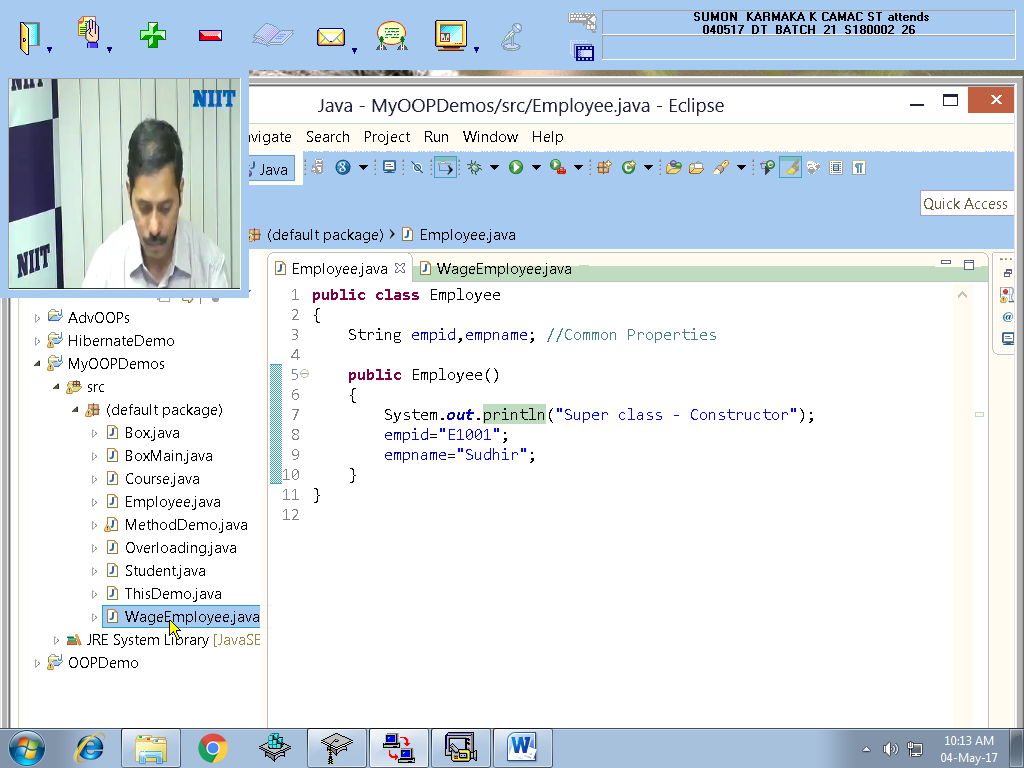 SUMON KARMAKA K CAMAC ST attends
040517 DT BATCH 21 S180002 26
NIIT
NIIT
Java - MyOOPDemos/src/Employee.java - Eclipse
avigate Search Project Run Window Help
Java
Quick Access
(default package) Employee.java
Employee.java WageEmployee.java
AdvOOPs
HibernateDemo
MyOOPDemos
src
(default package)
Box.java
BoxMain.java
Course.java
Employee.java
MethodDemo.java
Overloading.java
Student.java
ThisDemo.java
WageEmployee.java
JRE System Library [JavaSE
OOPDemo
1 public class Employee
2 {
3 String empid,empname; //Common Properties
4
5 public Employee()
6 {
7 System.out.println("Super class - Constructor");
8 empid="E1001";
9 empname="Sudhir";
10 }
11 }
12
10:13 AM
04-May-17